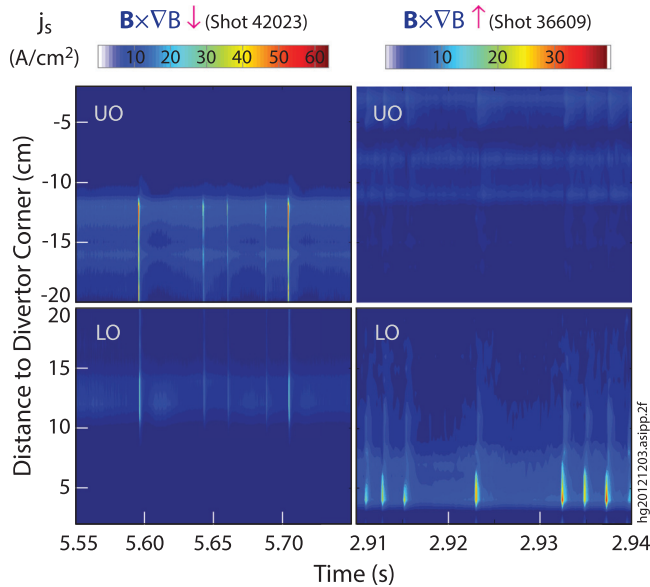 jₛ B×∇B ↓ (Shot 42023) B×∇B ↑ (Shot 36609)
(A/cm²) 10 20 30 40 50 60 10 20 30
UO UO
-5
-10
-15
-20
Distance to Divertor Corner (cm)
LO LO
20
15
10
5
5.55 5.60 5.65 5.70 2.91 2.92 2.93 2.94
Time (s)
hg20121203.asipp.2f